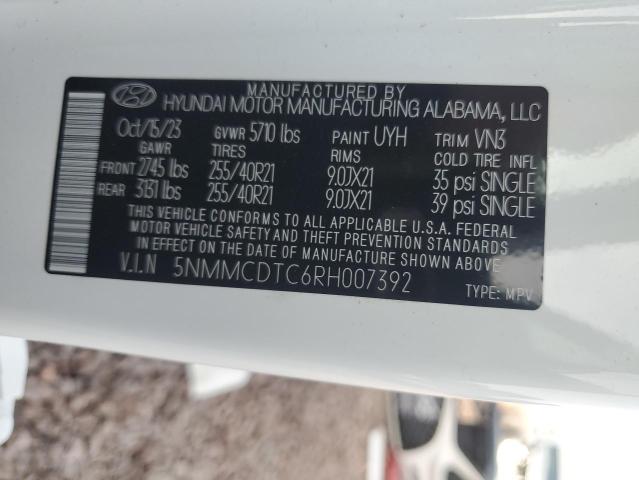 MANUFACTURED BY
HYUNDAI MOTOR MANUFACTURING ALABAMA, LLC
Oct/15/23 GVWR 5710 lbs PAINT UYH TRIM VN3
GAWR TIRES RIMS COLD TIRE INFL
FRONT 2745 lbs 255/40R21 9.0JX21 35 psi SINGLE
REAR 3131 lbs 255/40R21 9.0JX21 39 psi SINGLE
THIS VEHICLE CONFORMS TO ALL APPLICABLE U.S.A. FEDERAL
MOTOR VEHICLE SAFETY AND THEFT PREVENTION STANDARDS
IN EFFECT ON THE DATE OF MANUFACTURE SHOWN ABOVE.
V.I.N 5NMMCDTC6RH007392
TYPE: MPV